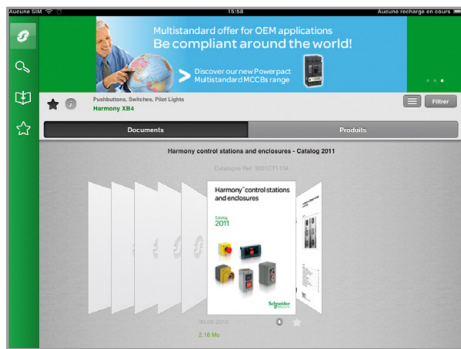 Aucune SIM 15:58 Aucune recharge en cours
Multistandard offer for OEM applications
Be compliant around the world!
Discover our new Powerpact
Multistandard MCCBs range
Pushbuttons, Switches, Pilot Lights
Harmony XB4
Filtrer
Documents Produits
Harmony control stations and enclosures - Catalog 2011
Harmony™ control stations
and enclosures
Catalog
2011
Schneider
Electric
2.16 Mo